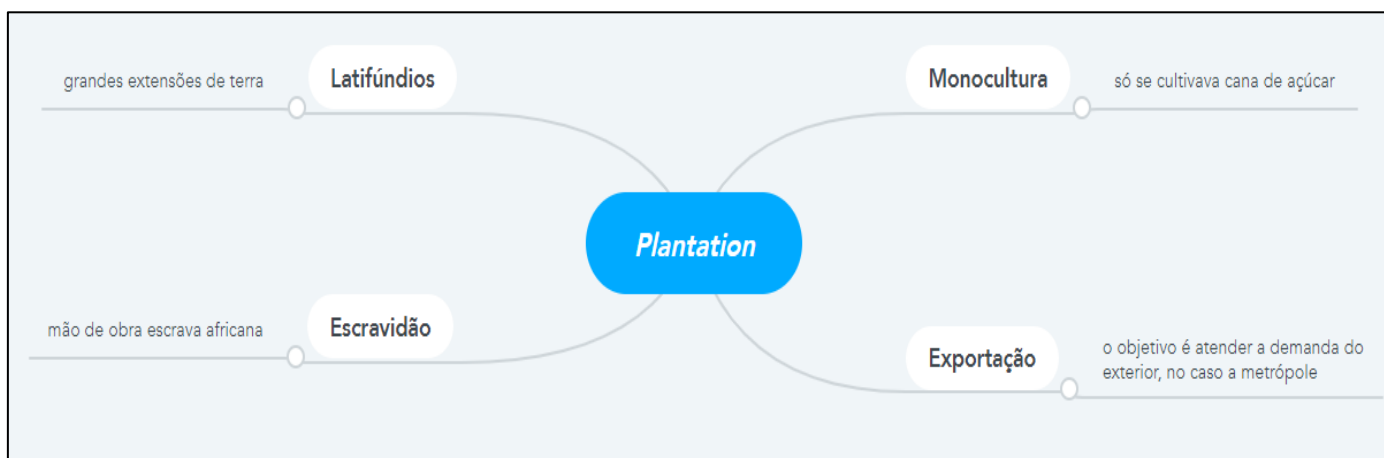 grandes extensões de terra
Latifúndios
Monocultura
só se cultivava cana de açúcar
Plantation
mão de obra escrava africana
Escravidão
Exportação
o objetivo é atender a demanda do
exterior, no caso a metrópole